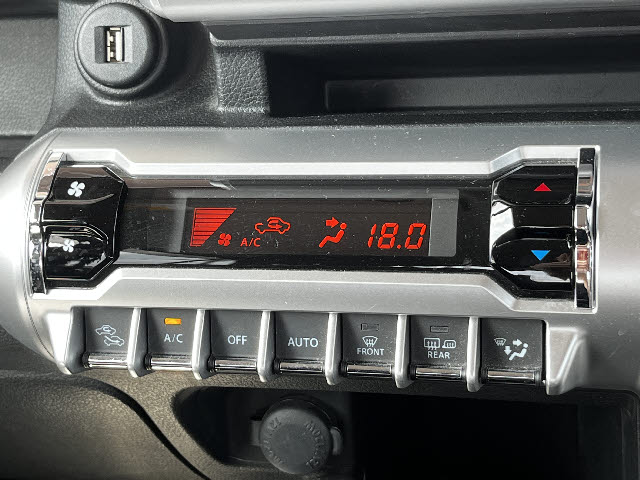 A/C 18.0
A/C
OFF
AUTO
FRONT
REAR